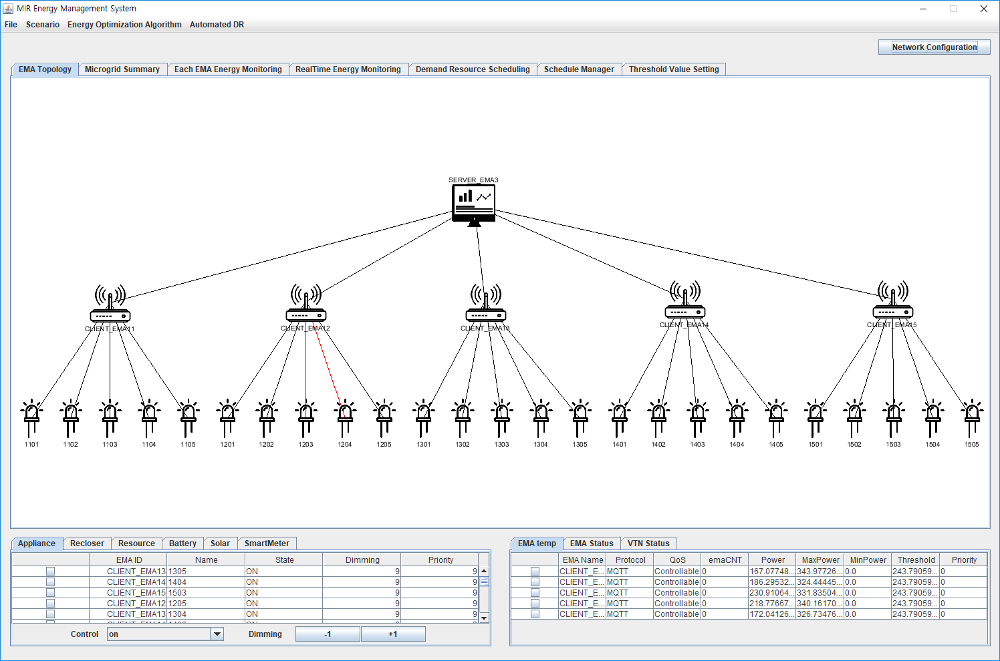 MIR Energy Management System
File Scenario Energy Optimization Algorithm Automated DR
Network Configuration
EMA Topology Microgrid Summary Each EMA Energy Monitoring RealTime Energy Monitoring Demand Resource Scheduling Schedule Manager Threshold Value Setting
SERVER_EMA3
CLIENT_EMA11 CLIENT_EMA12 CLIENT_EMA13 CLIENT_EMA14 CLIENT_EMA15
1101 1102 1103 1104 1105 1201 1202 1203 1204 1205 1301 1302 1303 1304 1305 1401 1402 1403 1404 1405 1501 1502 1503 1504 1505
Appliance Recloser Resource Battery Solar SmartMeter
EMA ID Name State Dimming Priority
CLIENT_EMA13 1305 ON 9 9
CLIENT_EMA14 1404 ON 9 9
CLIENT_EMA15 1503 ON 9 9
CLIENT_EMA12 1205 ON 9 9
CLIENT_EMA13 1304 ON 9 9
Control on Dimming -1 +1
EMA temp EMA Status VTN Status
EMA Name Protocol QoS emaCNT Power MaxPower MinPower Threshold Priority
CLIENT_E... MQTT Controllable 0 167.07748... 343.97726... 0.0 243.79059... 0
CLIENT_E... MQTT Controllable 0 186.29532... 324.44445... 0.0 243.79059... 0
CLIENT_E... MQTT Controllable 0 230.91064... 331.83504... 0.0 243.79059... 0
CLIENT_E... MQTT Controllable 0 218.77667... 340.16170... 0.0 243.79059... 0
CLIENT_E... MQTT Controllable 0 172.04126... 326.73476... 0.0 243.79059... 0